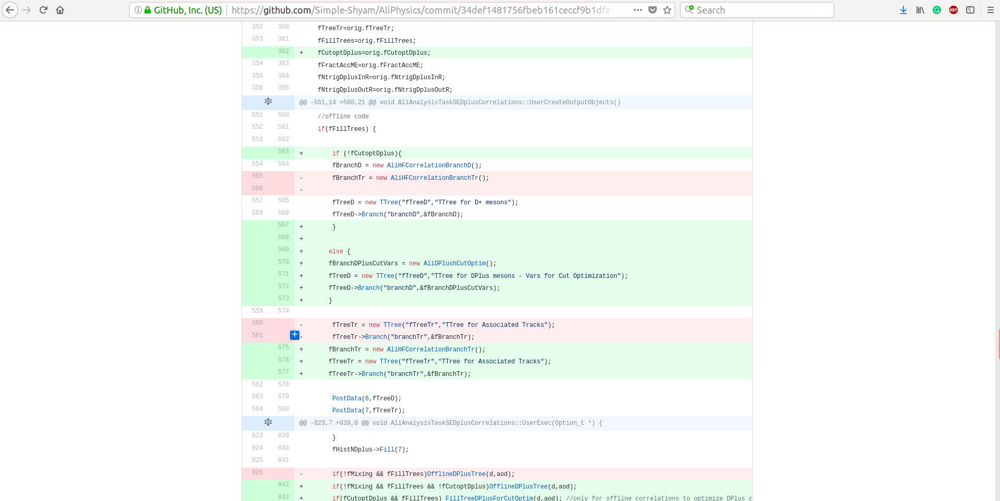 GitHub, Inc. (US) https://github.com/Simple-Shyam/AliPhysics/commit/34def1481756fbeb161ceccf9b1dfa1 Search ABP
352 360 fTreeTr=orig.fTreeTr;
353 361 fFillTrees=orig.fFillTrees;
362 + fCutoptDplus=orig.fCutoptDplus;
354 363 fFractAccME=orig.fFractAccME;
355 364 fNtrigDplusInR=orig.fNtrigDplusInR;
356 365 fNtrigDplusOutR=orig.fNtrigDplusOutR;
@@ -551,14 +560,21 @@ void AliAnalysisTaskSEDplusCorrelations::UserCreateOutputObjects()
551 560 //offline code
552 561 if(fFillTrees) {
553 562
563 + if (!fCutoptDplus){
554 564 fBranchD = new AliHFCorrelationBranchD();
555 - fBranchTr = new AliHFCorrelationBranchTr();
556 -
557 565 fTreeD = new TTree("fTreeD","TTree for D+ mesons");
558 566 fTreeD->Branch("branchD",&fBranchD);
567 + }
568 +
569 + else {
570 + fBranchDPlusCutVars = new AliDPlushCutOptim();
571 + fTreeD = new TTree("fTreeD","TTree for DPlus mesons - Vars for Cut Optimization");
572 + fTreeD->Branch("branchD",&fBranchDPlusCutVars);
573 + }
559 574
560 - fTreeTr = new TTree("fTreeTr","TTree for Associated Tracks");
561 - fTreeTr->Branch("branchTr",&fBranchTr);
575 + fBranchTr = new AliHFCorrelationBranchTr();
576 + fTreeTr = new TTree("fTreeTr","TTree for Associated Tracks");
577 + fTreeTr->Branch("branchTr",&fBranchTr);
562 578
563 579 PostData(6,fTreeD);
564 580 PostData(7,fTreeTr);
@@ -823,7 +839,8 @@ void AliAnalysisTaskSEDplusCorrelations::UserExec(Option_t *) {
823 839 }
824 840 fHistNDplus->Fill(7);
825 841
826 - if(!fMixing && fFillTrees)OfflineDPlusTree(d,aod);
842 + if(!fMixing && fFillTrees && !fCutoptDplus)OfflineDPlusTree(d,aod);
843 + if(fCutoptDplus && fFillTrees) FillTreeDPlusForCutOptim(d,aod); //only for offline correlations to optimize DPlus c